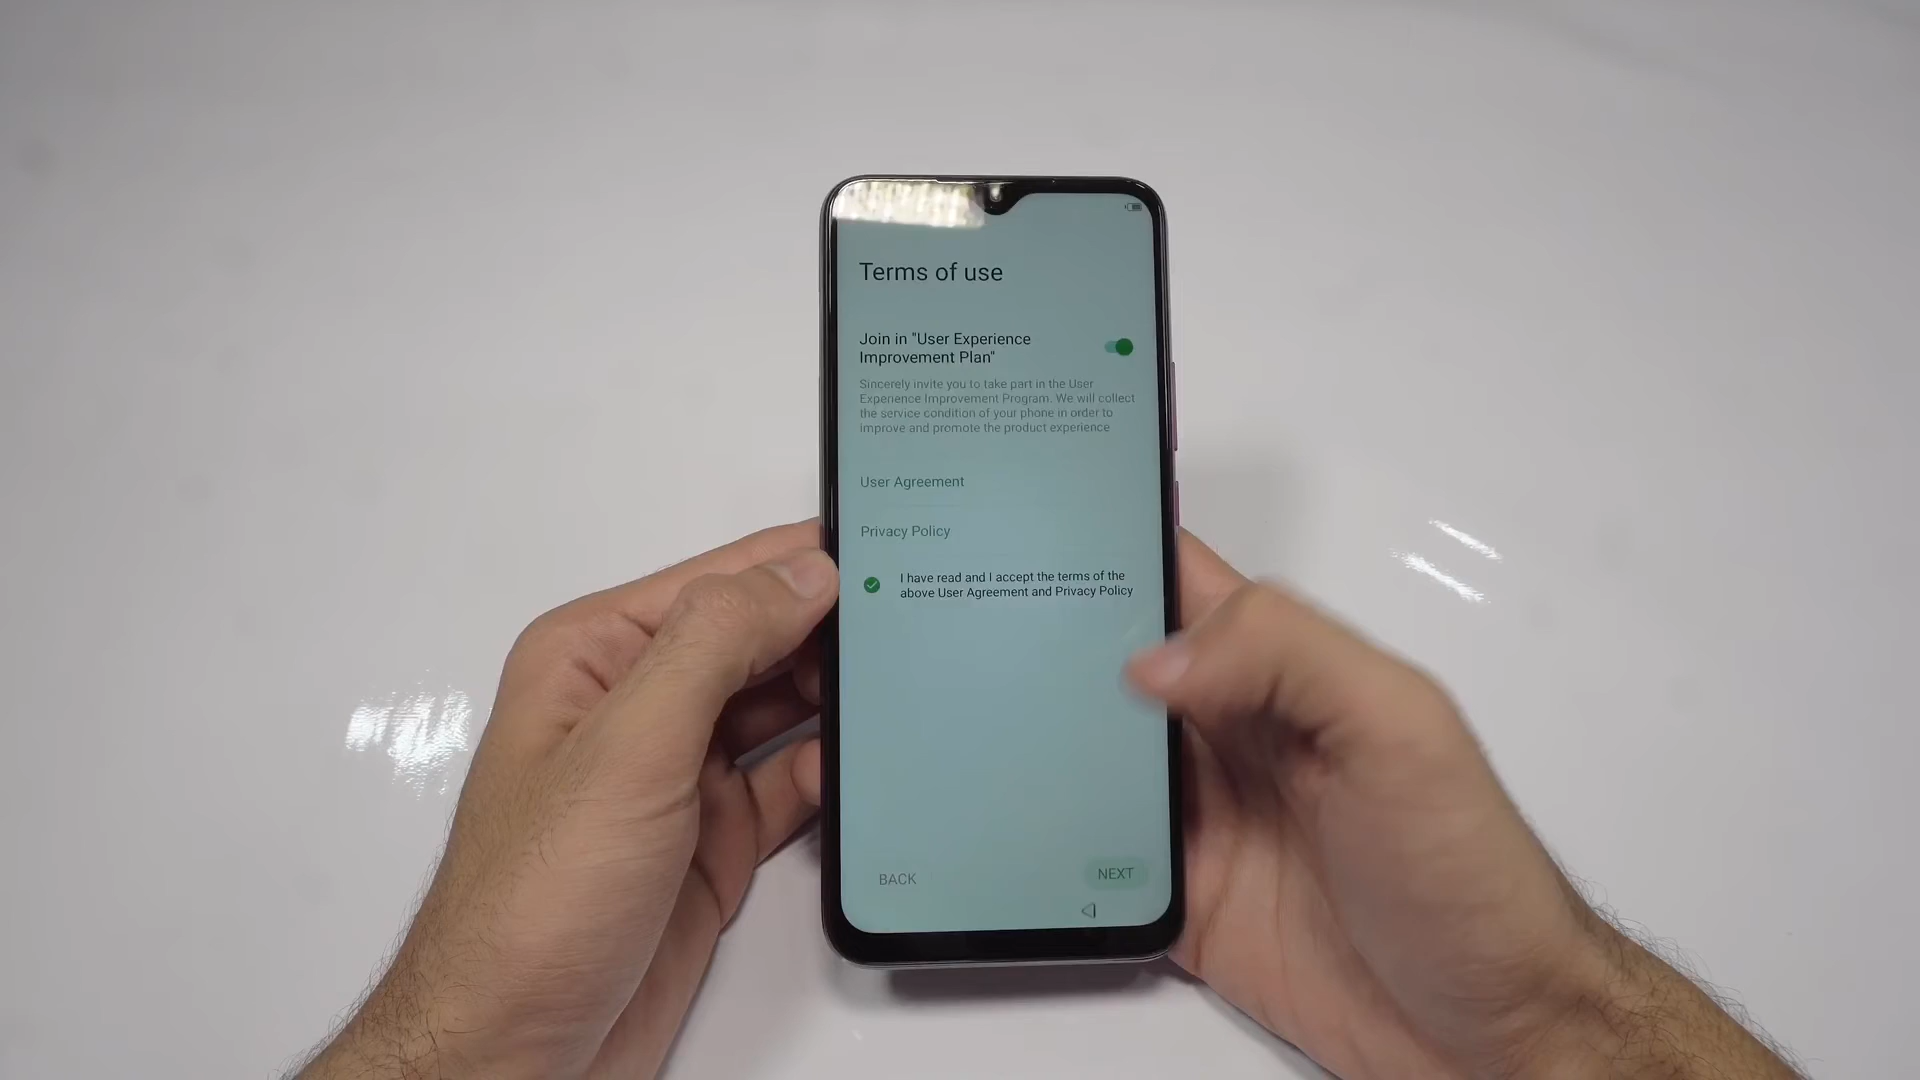 Terms of use
Join in "User Experience
Improvement Plan"
Sincerely invite you to take part in the User
Experience Improvement Program. We will collect
the service condition of your phone in order to
improve and promote the product experience
User Agreement
Privacy Policy
I have read and I accept the terms of the
above User Agreement and Privacy Policy
BACK
NEXT